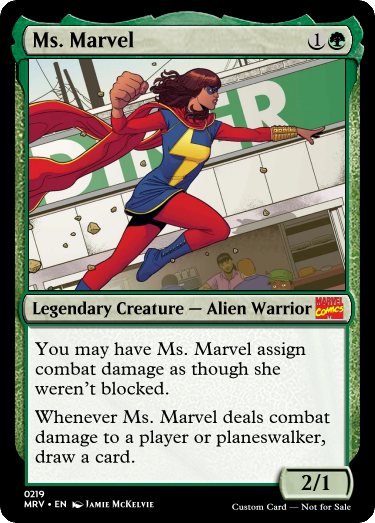 Ms. Marvel 1
DINER
Legendary Creature — Alien Warrior MARVEL COMICS
You may have Ms. Marvel assign
combat damage as though she
weren't blocked.
Whenever Ms. Marvel deals combat
damage to a player or planeswalker,
draw a card.
2/1
0219
MRV • EN Jamie McKelvie Custom Card — Not for Sale